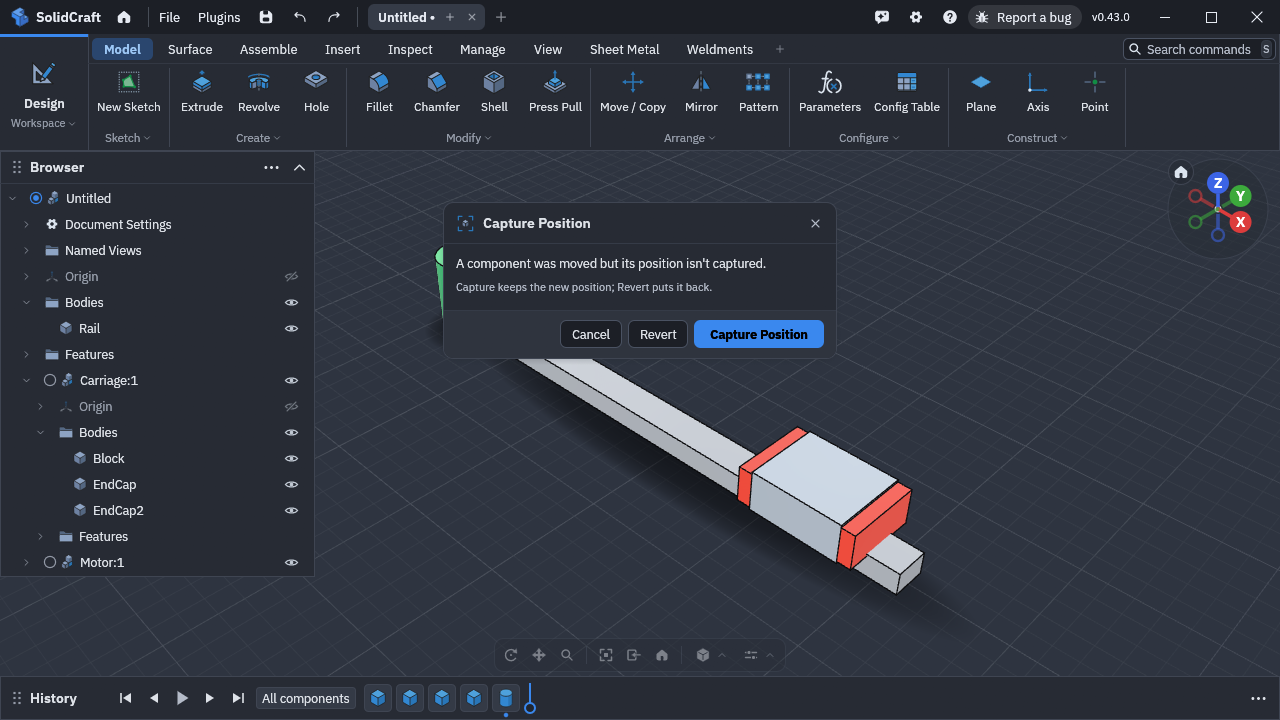 SolidCraft File Plugins Untitled • Report a bug v0.43.0
Model Surface Assemble Insert Inspect Manage View Sheet Metal Weldments Search commands S
Design
Workspace
New Sketch Extrude Revolve Hole Fillet Chamfer Shell Press Pull Move / Copy Mirror Pattern Parameters Config Table Plane Axis Point
Sketch Create Modify Arrange Configure Construct
Browser
Untitled
Document Settings
Named Views
Origin
Bodies
Rail
Features
Carriage:1
Origin
Bodies
Block
EndCap
EndCap2
Features
Motor:1
Capture Position
A component was moved but its position isn't captured.
Capture keeps the new position; Revert puts it back.
Cancel Revert Capture Position
Z
Y
X
History All components